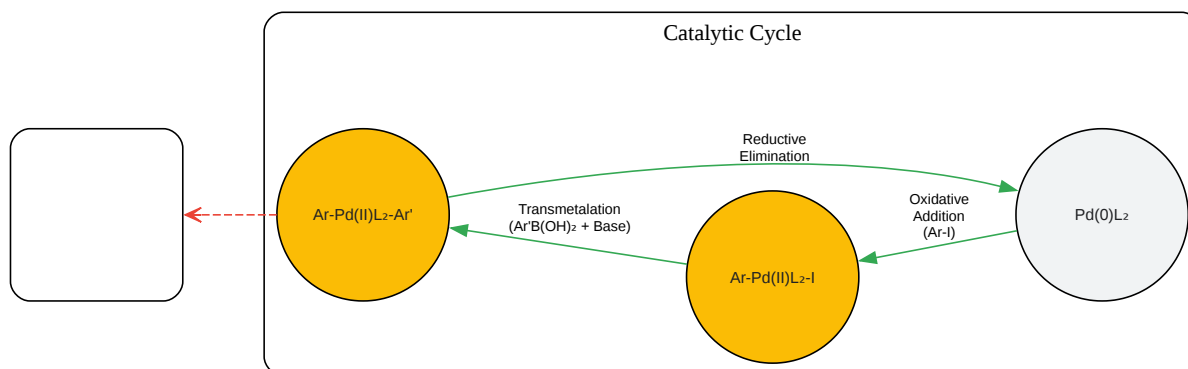 Catalytic Cycle
Reductive
Elimination
Ar-Pd(II)L₂-Ar'
Transmetalation
(Ar'B(OH)₂ + Base)
Oxidative
Addition
(Ar-I)
Pd(0)L₂
Ar-Pd(II)L₂-I